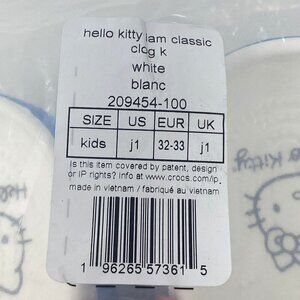 hello kitty iam classic
clog k
white
blanc
209454-100
SIZE US EUR UK
kids j1 32-33 j1
Is this item covered by patent, design
or IP rights? Info at www.crocs.com/ip
made in vietnam / fabriqué au vietnam
1 96265 57361 5
Hello
Kitty